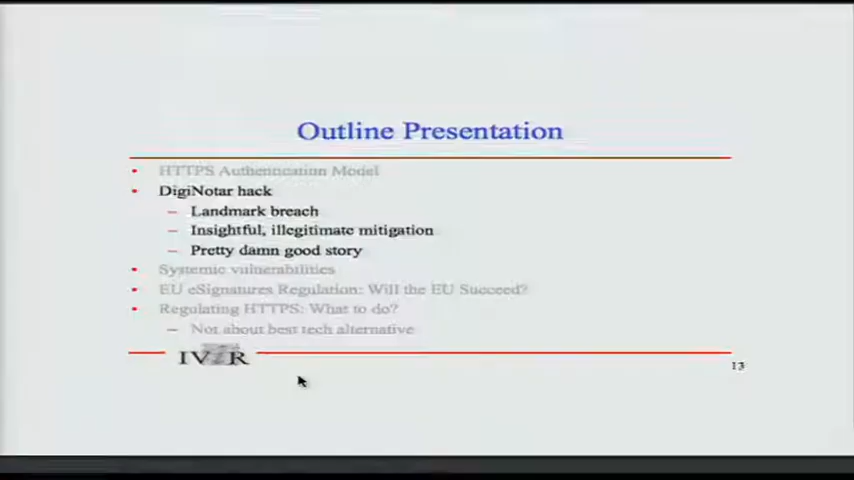 Outline Presentation
• HTTPS Authentication Model
• DigiNotar hack
– Landmark breach
– Insightful, illegitimate mitigation
– Pretty damn good story
• Systemic vulnerabilities
• EU eSignatures Regulation: Will the EU Succeed?
• Regulating HTTPS: What to do?
– Not about best tech alternative
IViR
13